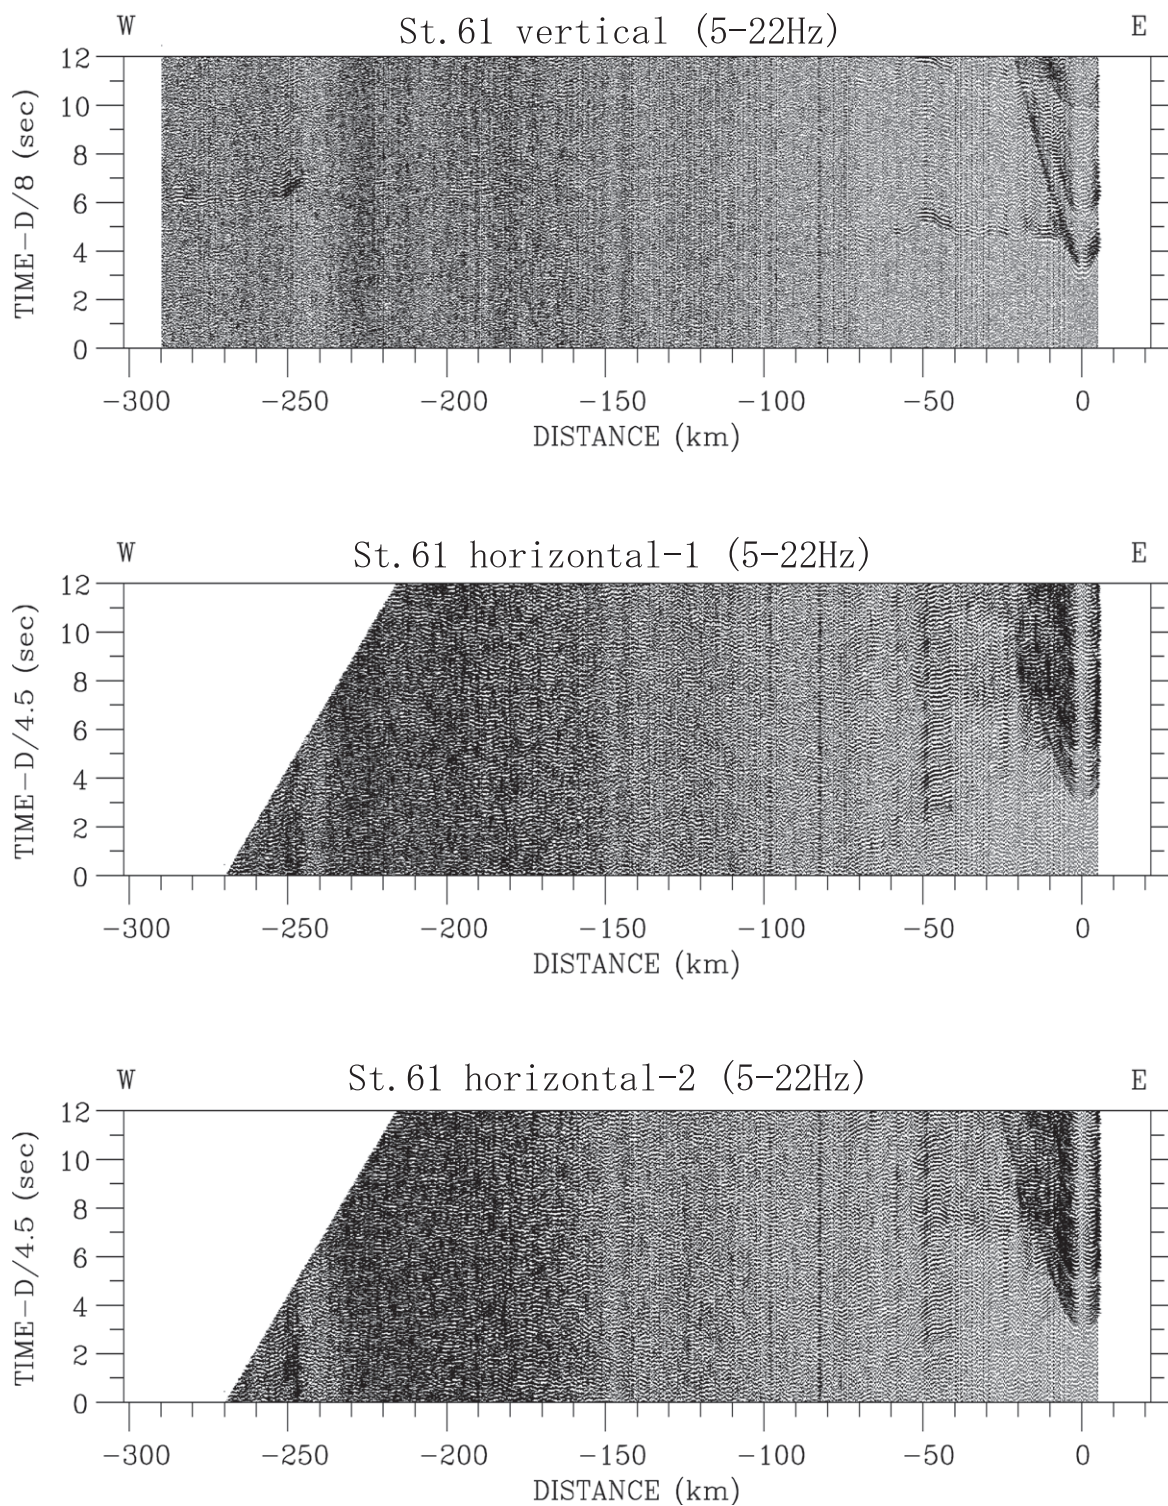 W St.61 vertical (5-22Hz) E
TIME-D/8 (sec)
12
10
8
6
4
2
0
-300 -250 -200 -150 -100 -50 0
DISTANCE (km)
W St.61 horizontal-1 (5-22Hz) E
TIME-D/4.5 (sec)
12
10
8
6
4
2
0
-300 -250 -200 -150 -100 -50 0
DISTANCE (km)
W St.61 horizontal-2 (5-22Hz) E
TIME-D/4.5 (sec)
12
10
8
6
4
2
0
-300 -250 -200 -150 -100 -50 0
DISTANCE (km)